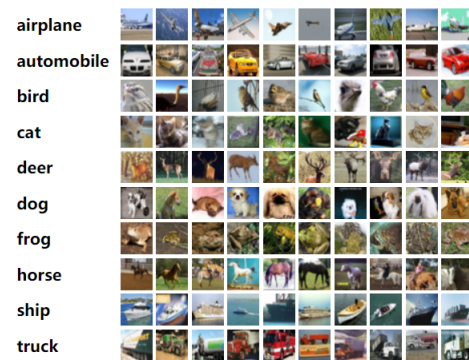 airplane
automobile
bird
cat
deer
dog
frog
horse
ship
truck